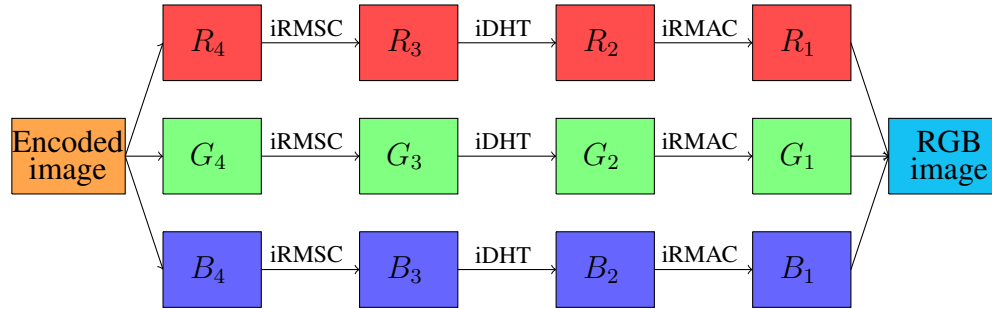 R₄ iRMSC R₃ iDHT R₂ iRMAC R₁
Encoded
image
G₄ iRMSC G₃ iDHT G₂ iRMAC G₁
RGB
image
B₄ iRMSC B₃ iDHT B₂ iRMAC B₁